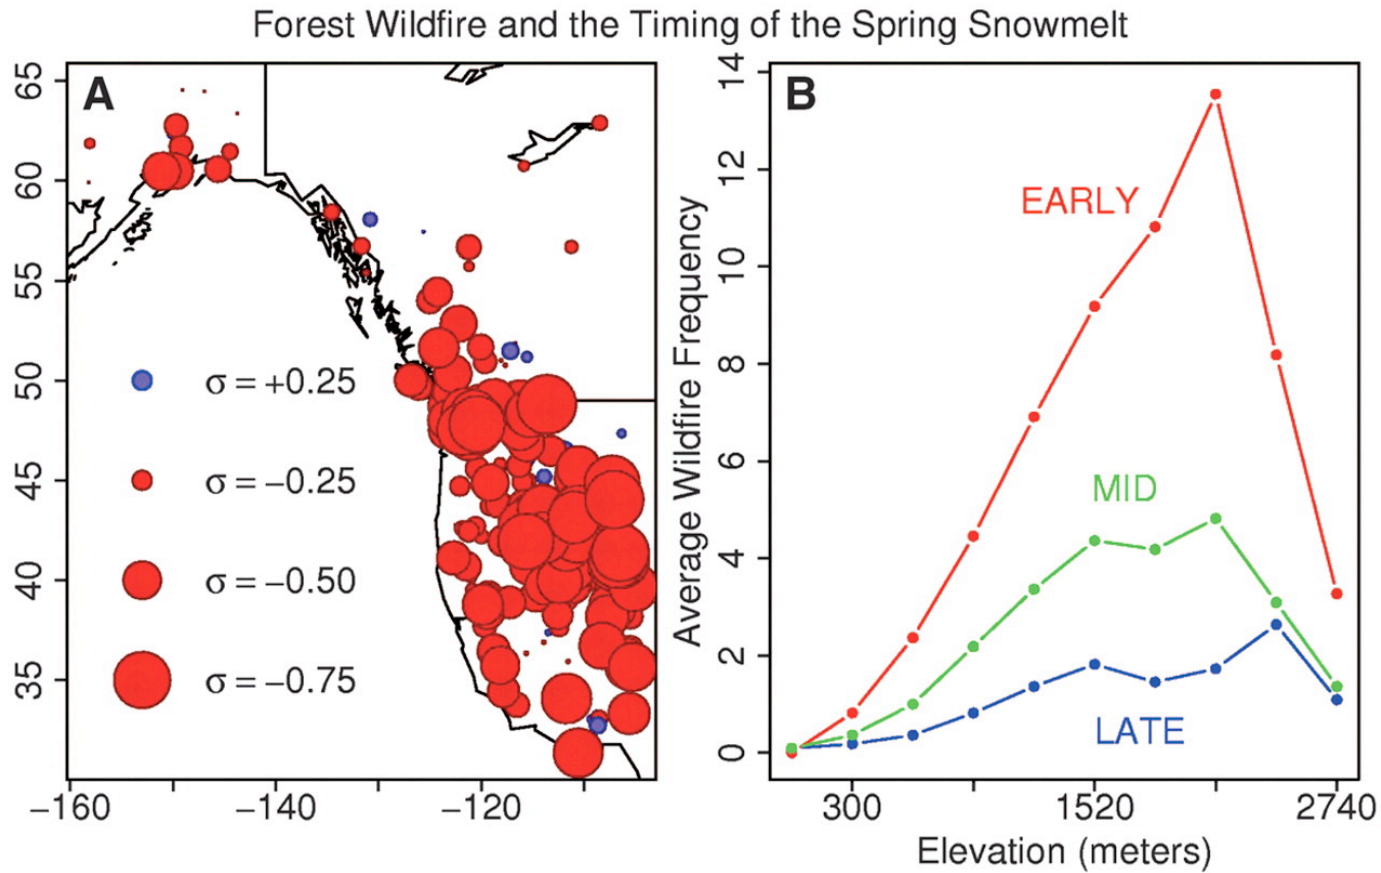 Forest Wildfire and the Timing of the Spring Snowmelt
A
65
60
55
50
45
40
35
σ = +0.25
σ = −0.25
σ = −0.50
σ = −0.75
−160
−140
−120
B
14
12
10
8
6
4
2
0
Average Wildfire Frequency
EARLY
MID
LATE
300
1520
2740
Elevation (meters)